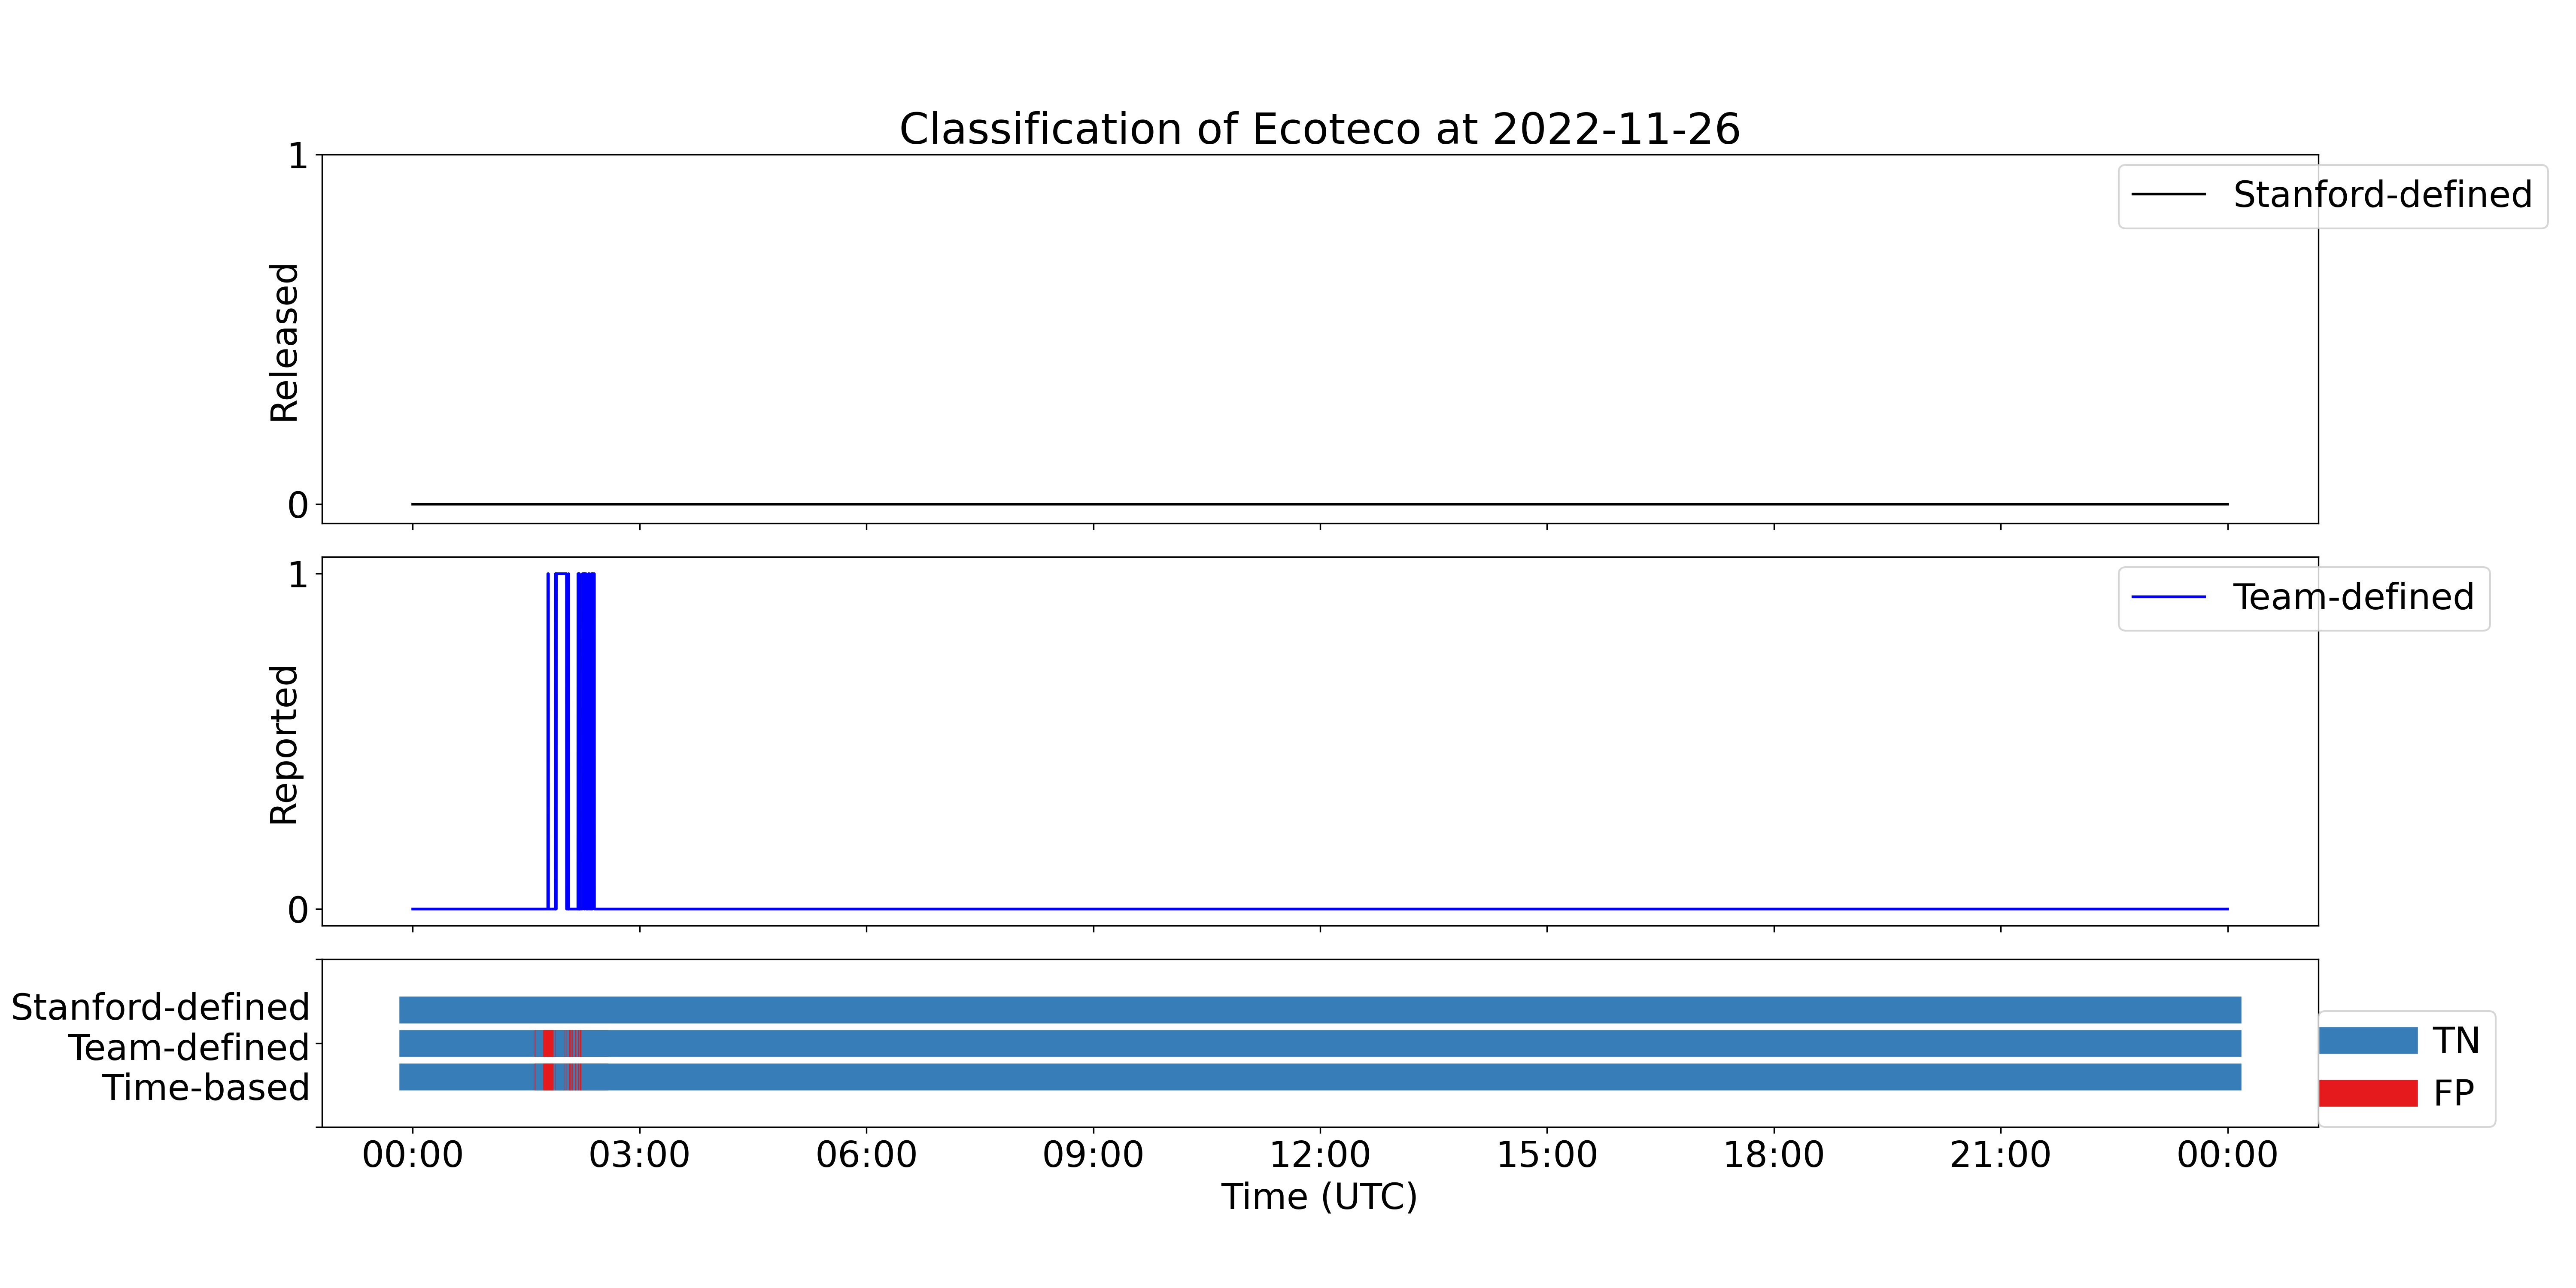 Classification of Ecoteco at 2022-11-26
1
0
Released
Stanford-defined
1
0
Reported
Team-defined
Stanford-defined
Team-defined
Time-based
TN
FP
00:00 03:00 06:00 09:00 12:00 15:00 18:00 21:00 00:00
Time (UTC)